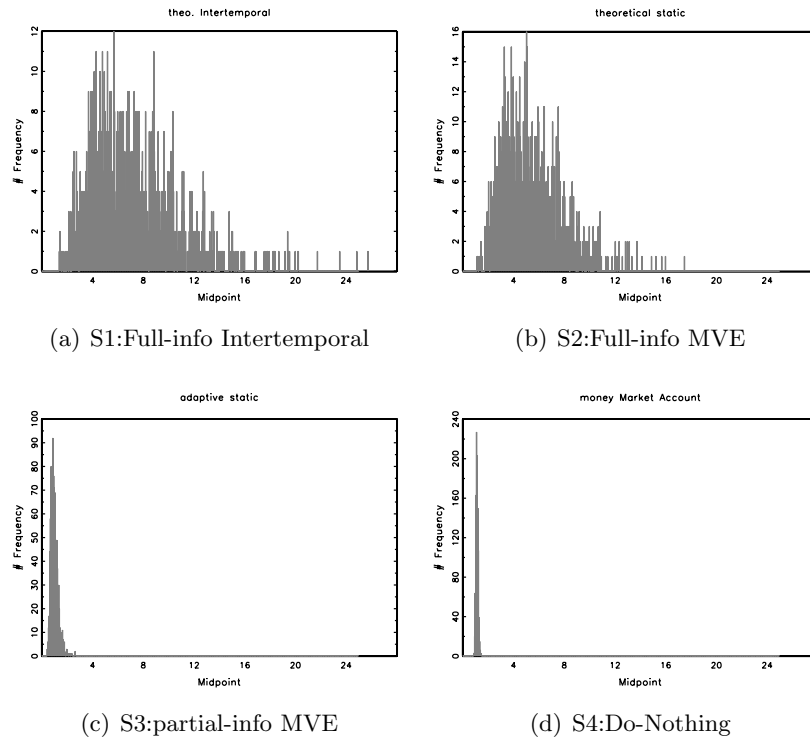 theo. Intertemporal
# Frequency
0 2 4 6 8 10 12
4 8 12 16 20 24
Midpoint
(a) S1:Full-info Intertemporal
theoretical static
# Frequency
0 2 4 6 8 10 12 14 16
4 8 12 16 20 24
Midpoint
(b) S2:Full-info MVE
adaptive static
# Frequency
0 10 20 30 40 50 60 70 80 90 100
4 8 12 16 20 24
Midpoint
(c) S3:partial-info MVE
money Market Account
# Frequency
0 40 80 120 160 200 240
4 8 12 16 20 24
Midpoint
(d) S4:Do-Nothing